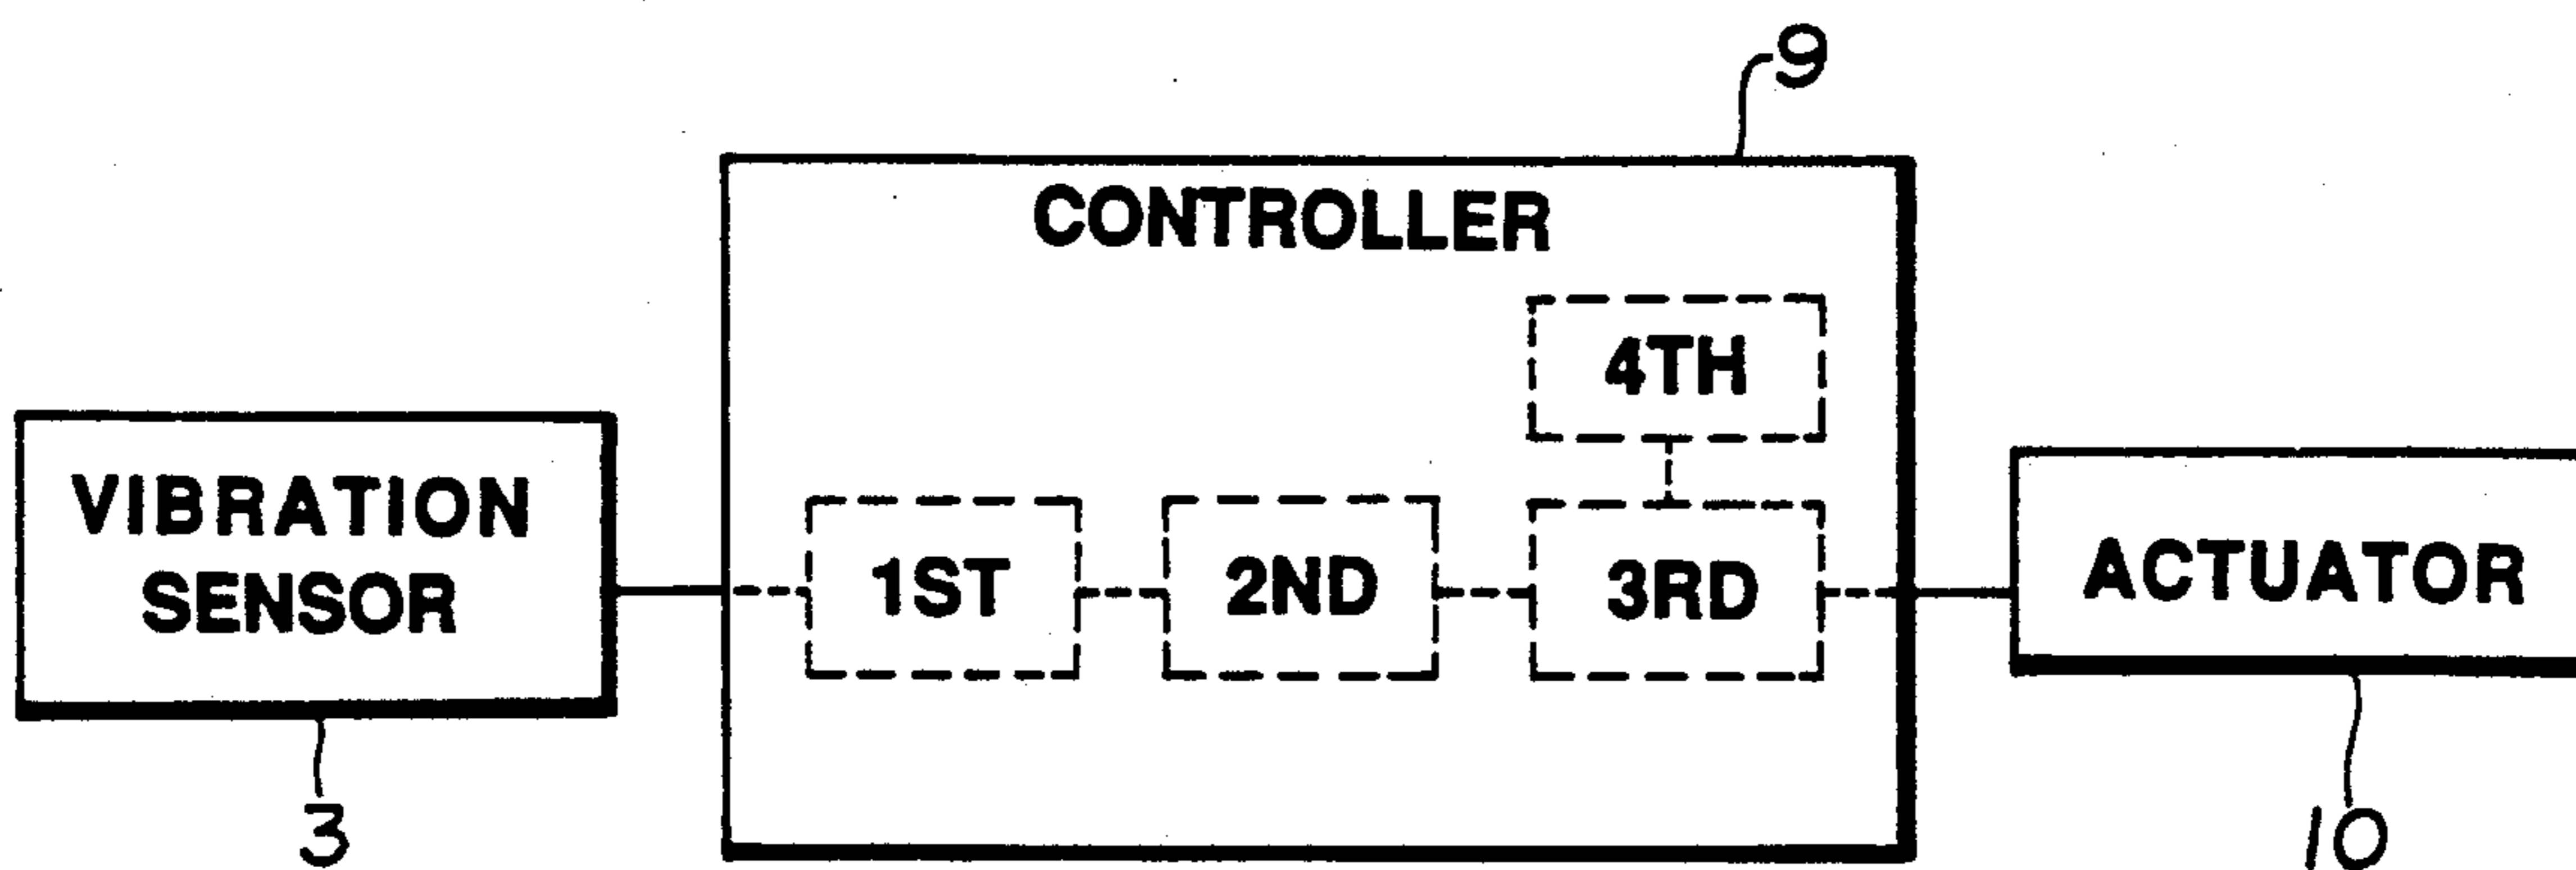 9
CONTROLLER
4TH
VIBRATION
SENSOR
1ST
2ND
3RD
ACTUATOR
3
10